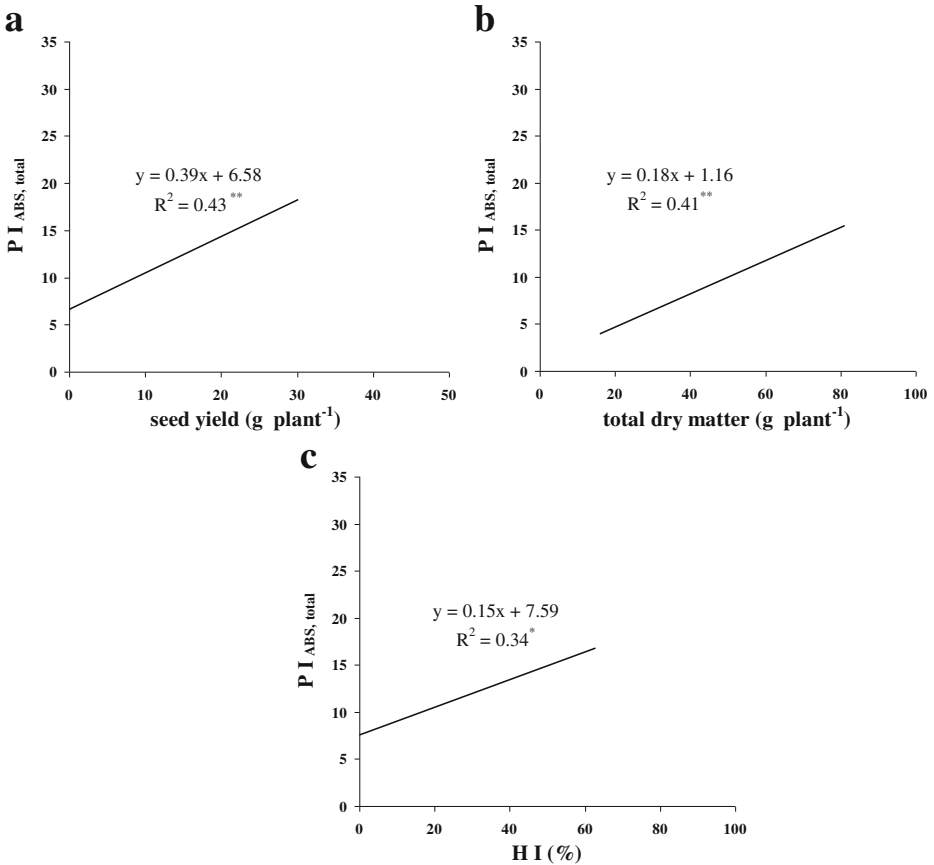 a
35
30
25
20
15
10
5
0
P I ABS, total
y = 0.39x + 6.58
R² = 0.43**
0 10 20 30 40 50
seed yield (g plant⁻¹)
b
35
30
25
20
15
10
5
0
P I ABS, total
y = 0.18x + 1.16
R² = 0.41**
0 20 40 60 80 100
total dry matter (g plant⁻¹)
c
35
30
25
20
15
10
5
0
P I ABS, total
y = 0.15x + 7.59
R² = 0.34*
0 20 40 60 80 100
H I (%)